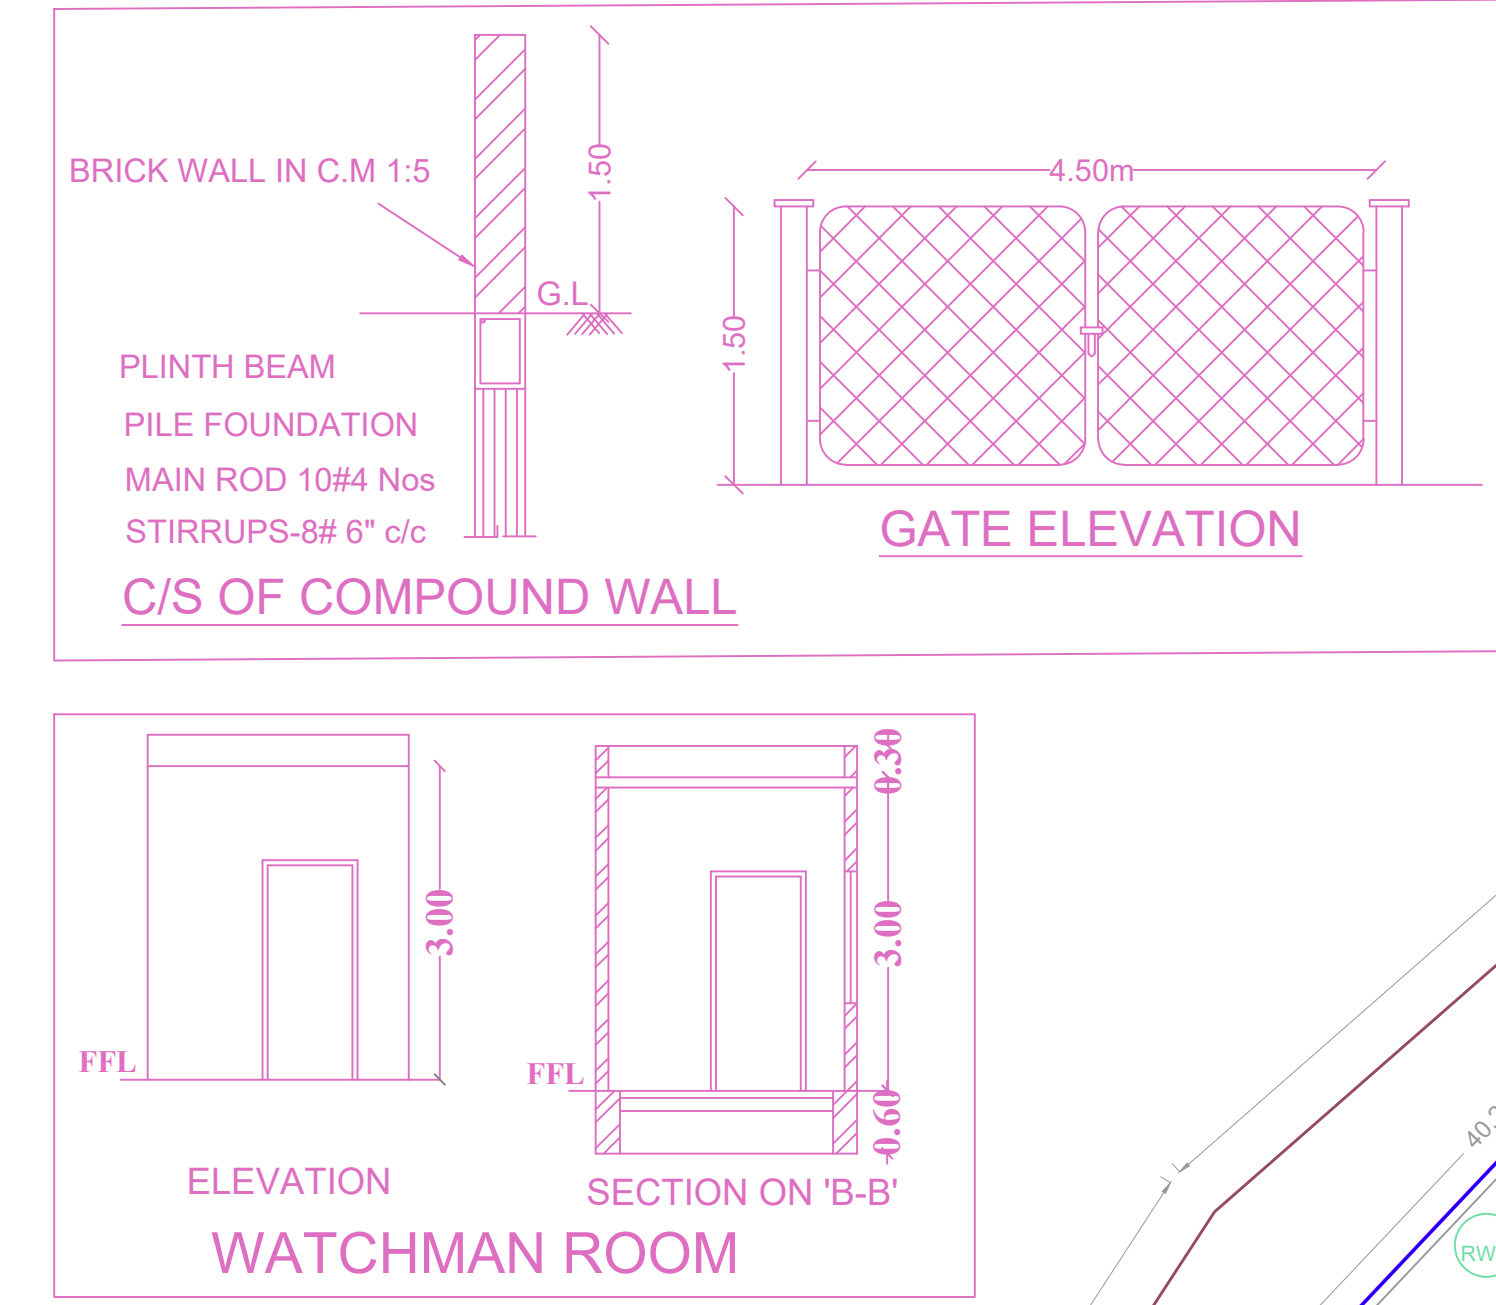 BRICK WALL IN C.M 1:5
1.50
G.L
PLINTH BEAM
PILE FOUNDATION
MAIN ROD 10#4 Nos
STIRRUPS-8# 6" c/c
C/S OF COMPOUND WALL
4.50m
1.50
GATE ELEVATION
3.00
FFL
ELEVATION
0.30
3.00
FFL
0.60
SECTION ON 'B-B'
WATCHMAN ROOM